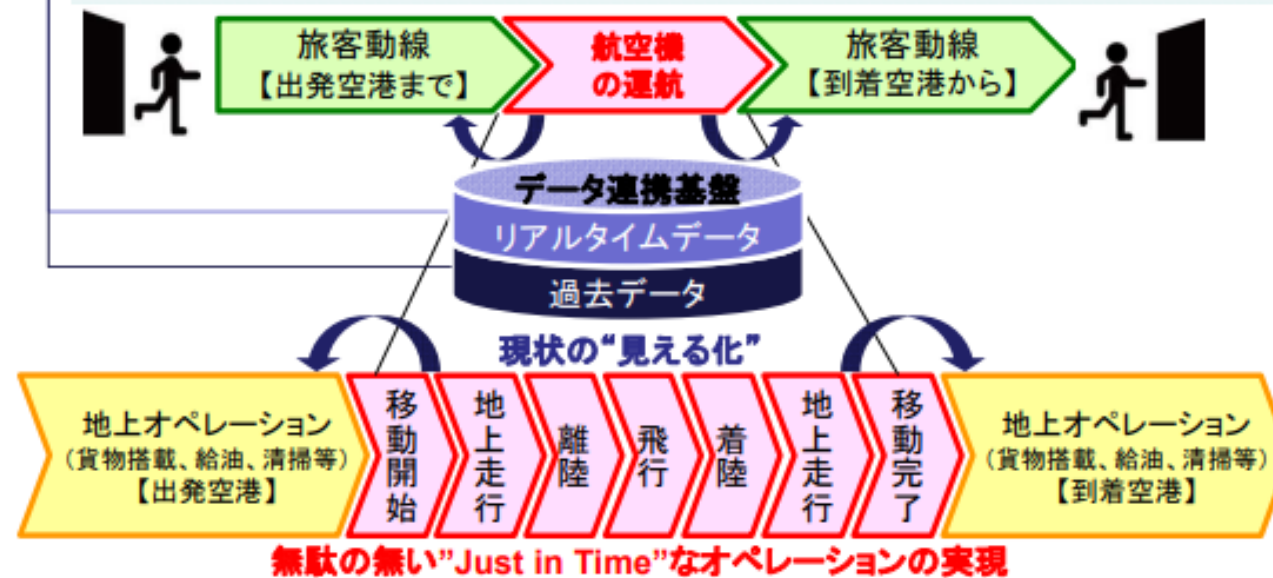 旅客動線
【出発空港まで】
航空機
の運航
旅客動線
【到着空港から】
データ連携基盤
リアルタイムデータ
過去データ
現状の“見える化”
地上オペレーション
(貨物搭載、給油、清掃等)
【出発空港】
移動開始
地上走行
離陸
飛行
着陸
地上走行
移動完了
地上オペレーション
(貨物搭載、給油、清掃等)
【到着空港】
無駄の無い”Just in Time”なオペレーションの実現